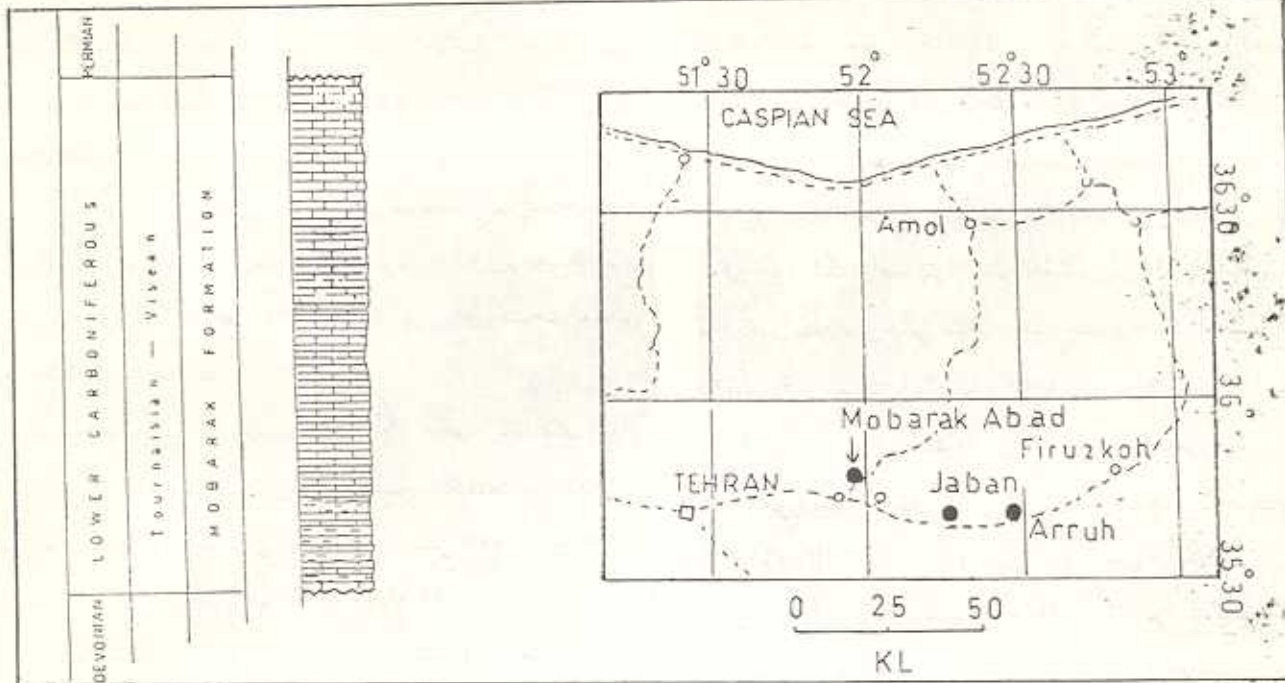 PERMIAN
LOWER CARBONIFEROUS
DEVONIAN
Tournaisian — Visean
MOBARAK FORMATION
51°30
52°
52°30
53°
CASPIAN SEA
36°30
Amol
36°
Mobarak Abad
Firuzkoh
TEHRAN
Jaban
Arruh
35°30
0 25 50
KL